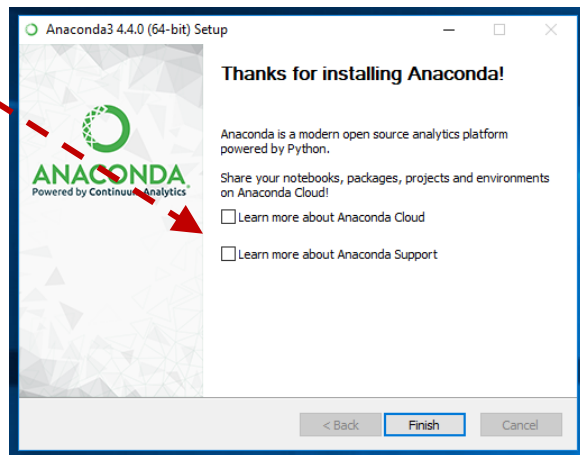 Anaconda3 4.4.0 (64-bit) Setup
Thanks for installing Anaconda!
Anaconda is a modern open source analytics platform
powered by Python.
Share your notebooks, packages, projects and environments
on Anaconda Cloud!
ANACONDA
Powered by Continuum Analytics
Learn more about Anaconda Cloud
Learn more about Anaconda Support
< Back
Finish
Cancel